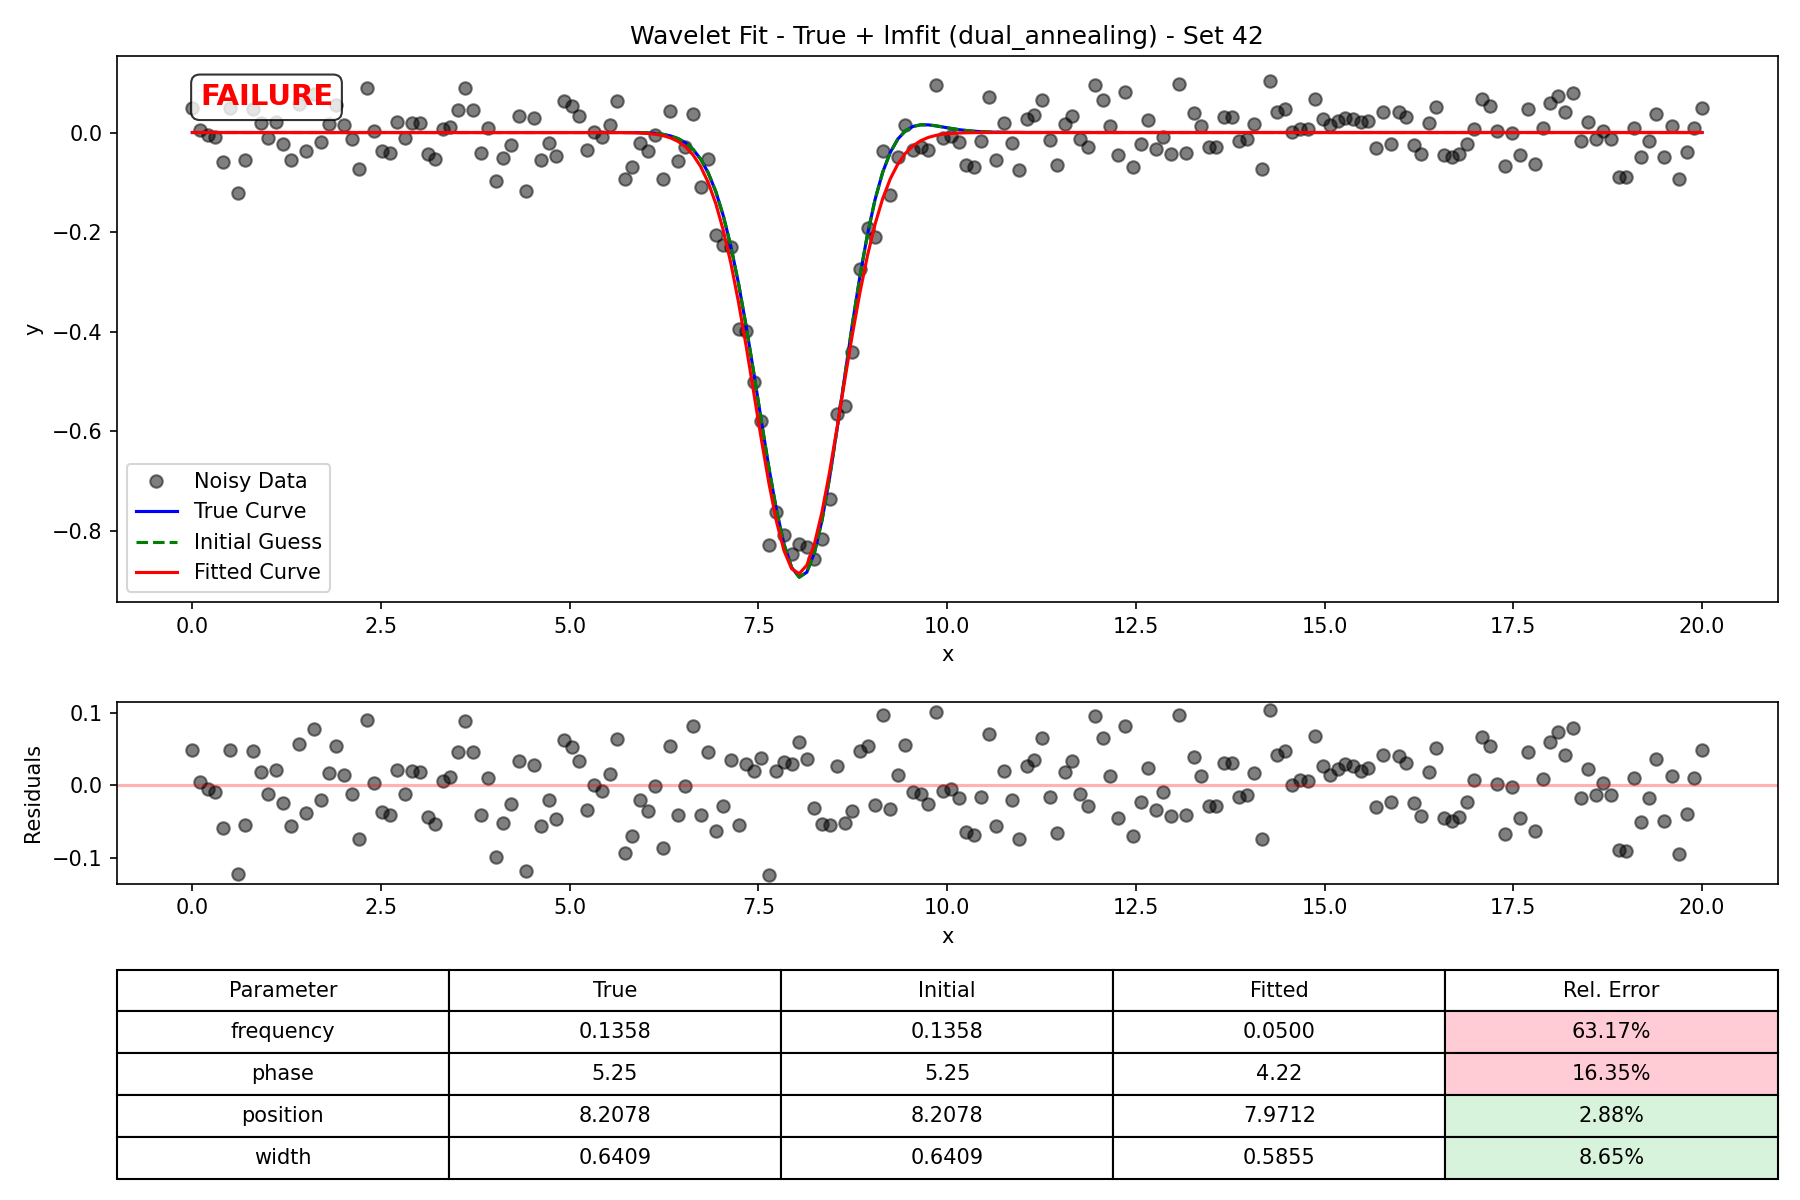 Wavelet Fit - True + lmfit (dual_annealing) - Set 42
FAILURE
0.0
−0.2
−0.4
−0.6
−0.8
y
Noisy Data
True Curve
Initial Guess
Fitted Curve
0.0 2.5 5.0 7.5 10.0 12.5 15.0 17.5 20.0
x
0.1
0.0
−0.1
Residuals
0.0 2.5 5.0 7.5 10.0 12.5 15.0 17.5 20.0
x
Parameter True Initial Fitted Rel. Error
frequency 0.1358 0.1358 0.0500 63.17%
phase 5.25 5.25 4.22 16.35%
position 8.2078 8.2078 7.9712 2.88%
width 0.6409 0.6409 0.5855 8.65%